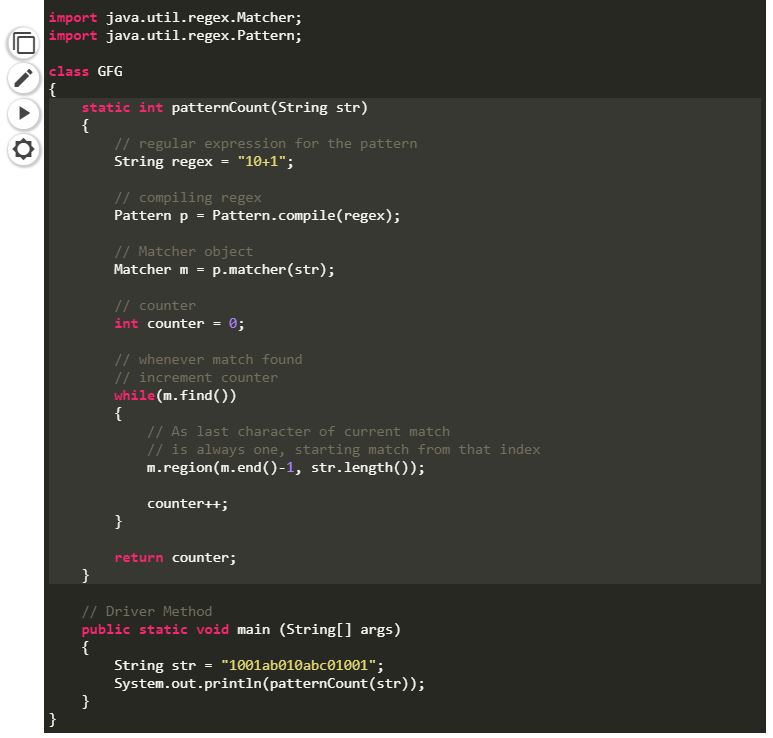 import java.util.regex.Matcher;
import java.util.regex.Pattern;
class GFG
{
static int patternCount(String str)
{
// regular expression for the pattern
String regex = "10+1";
// compiling regex
Pattern p = Pattern.compile(regex);
// Matcher object
Matcher m = p.matcher(str);
// counter
int counter = 0;
// whenever match found
// increment counter
while(m.find())
{
// As last character of current match
// is always one, starting match from that index
m.region(m.end()-1, str.length());
counter++;
}
return counter;
}
// Driver Method
public static void main (String[] args)
{
String str = "1001ab010abc01001";
System.out.println(patternCount(str));
}
}